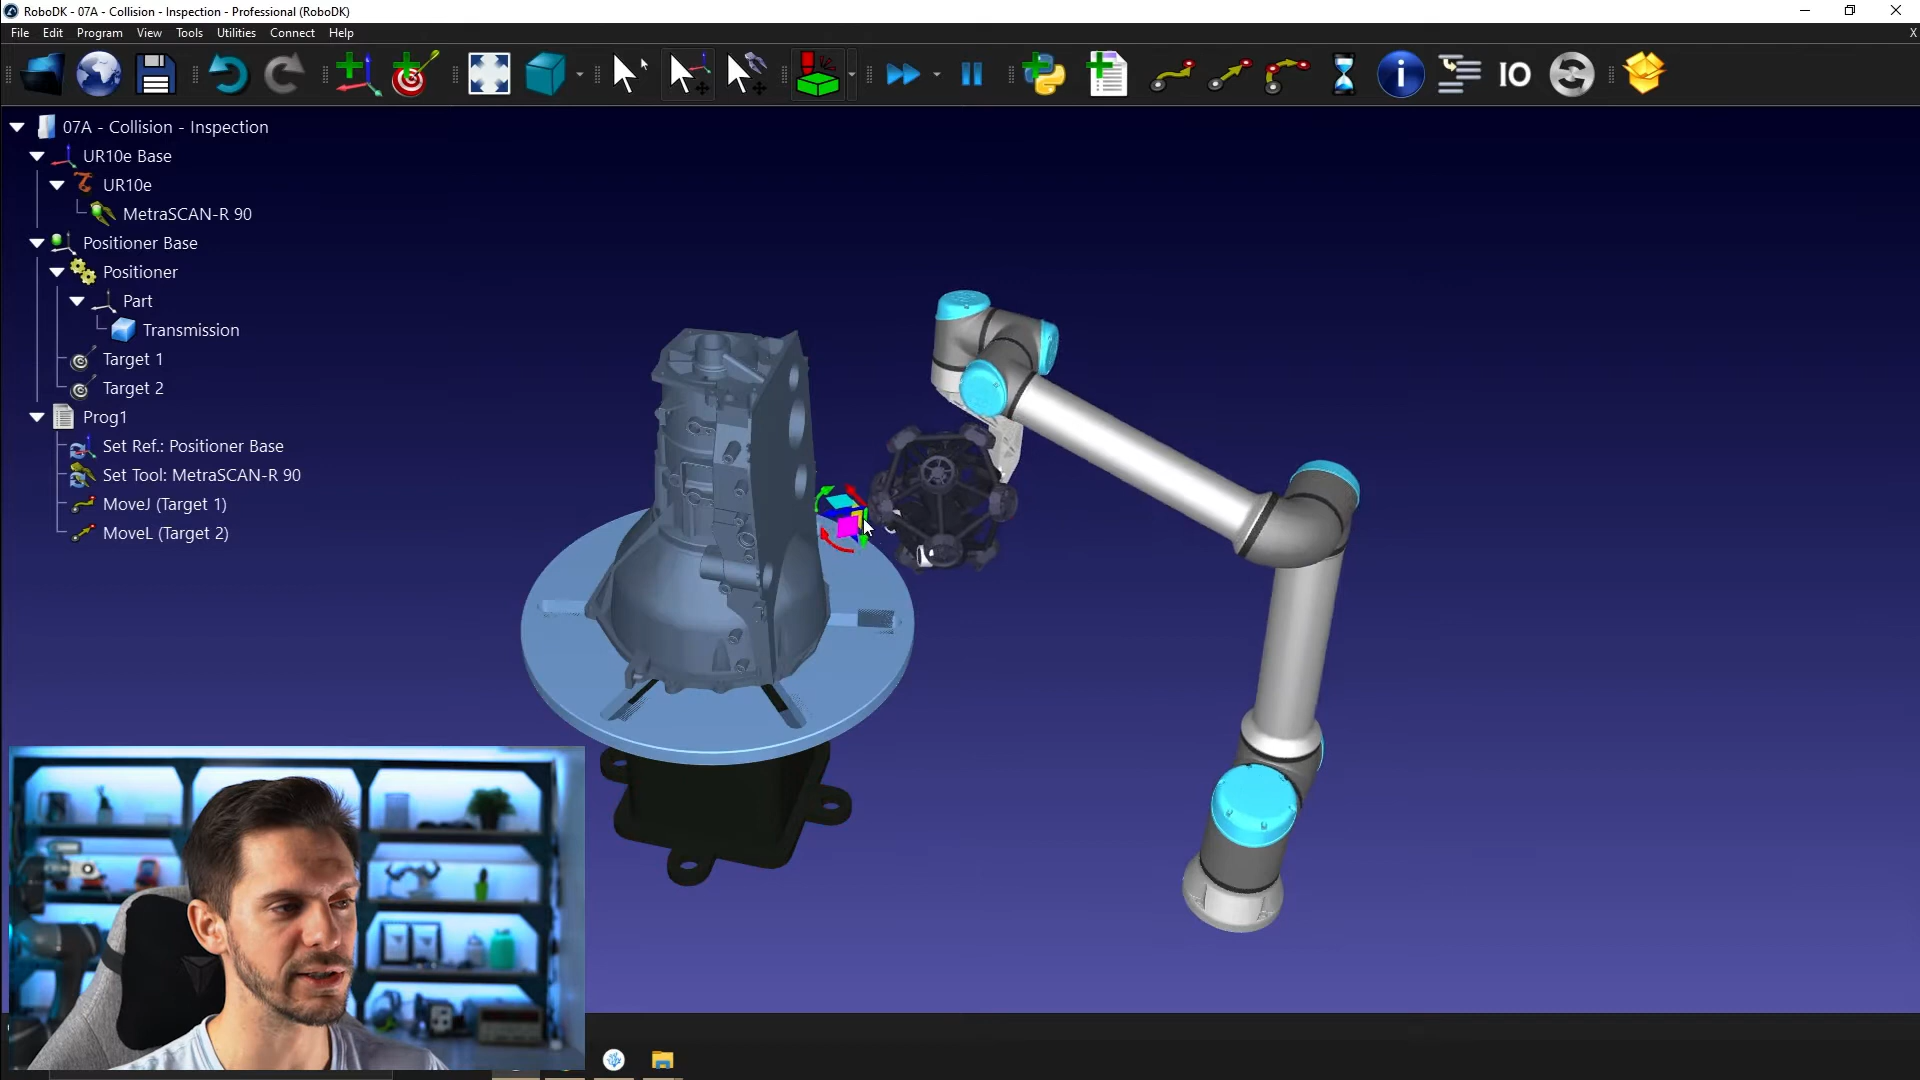 RoboDK - 07A - Collision - Inspection - Professional (RoboDK)
File Edit Program View Tools Utilities Connect Help X
IO
07A - Collision - Inspection
UR10e Base
UR10e
MetraSCAN-R 90
Positioner Base
Positioner
Part
Transmission
Target 1
Target 2
Prog1
Set Ref.: Positioner Base
Set Tool: MetraSCAN-R 90
MoveJ (Target 1)
MoveL (Target 2)